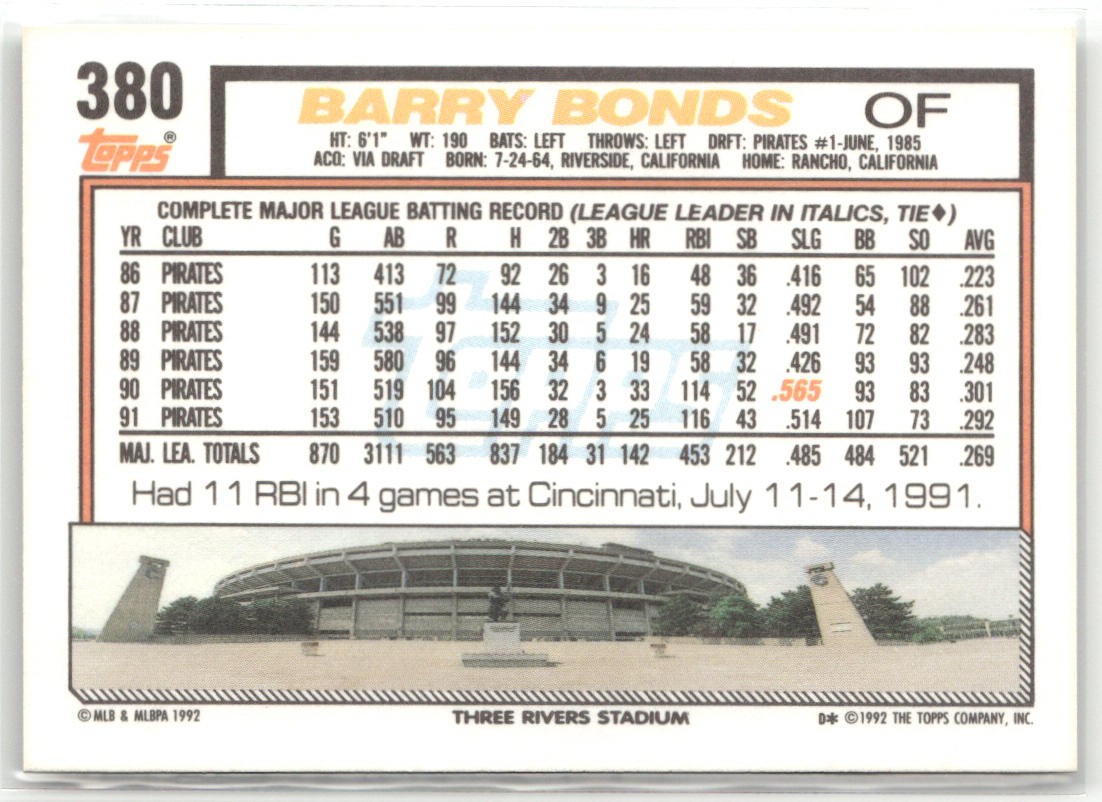 380
Topps®
BARRY BONDS OF
HT: 6'1" WT: 190 BATS: LEFT THROWS: LEFT DRFT: PIRATES #1-JUNE, 1985
ACQ: VIA DRAFT BORN: 7-24-64, RIVERSIDE, CALIFORNIA HOME: RANCHO, CALIFORNIA
COMPLETE MAJOR LEAGUE BATTING RECORD (LEAGUE LEADER IN ITALICS, TIE♦)
YR CLUB G AB R H 2B 3B HR RBI SB SLG BB SO AVG
86 PIRATES 113 413 72 92 26 3 16 48 36 .416 65 102 .223
87 PIRATES 150 551 99 144 34 9 25 59 32 .492 54 88 .261
88 PIRATES 144 538 97 152 30 5 24 58 17 .491 72 82 .283
89 PIRATES 159 580 96 144 34 6 19 58 32 .426 93 93 .248
90 PIRATES 151 519 104 156 32 3 33 114 52 .565 93 83 .301
91 PIRATES 153 510 95 149 28 5 25 116 43 .514 107 73 .292
MAJ. LEA. TOTALS 870 3111 563 837 184 31 142 453 212 .485 484 521 .269
Topps
Had 11 RBI in 4 games at Cincinnati, July 11-14, 1991.
© MLB & MLBPA 1992 THREE RIVERS STADIUM D* ©1992 THE TOPPS COMPANY, INC.